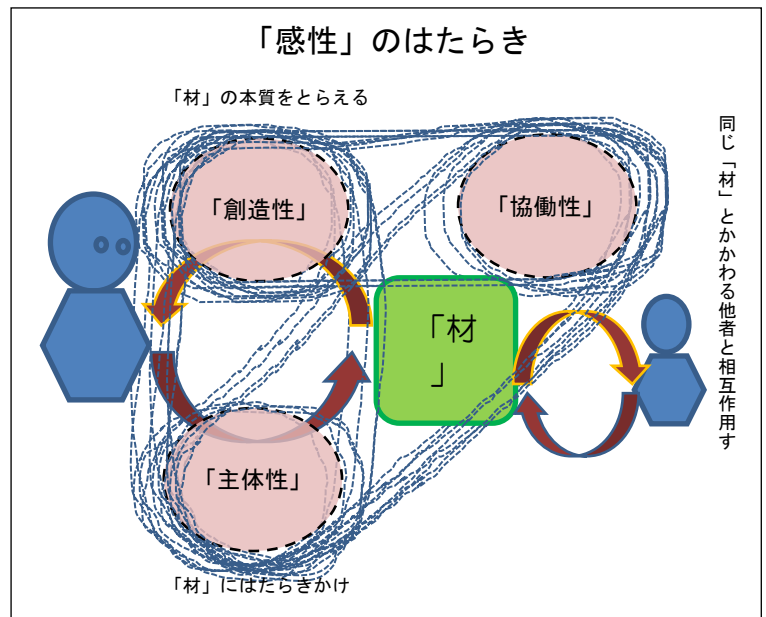 「感性」のはたらき
「材」の本質をとらえる
「創造性」
「協働性」
同じ「材」とかかわる他者と相互作用す
「材
」
「主体性」
「材」にはたらきかけ